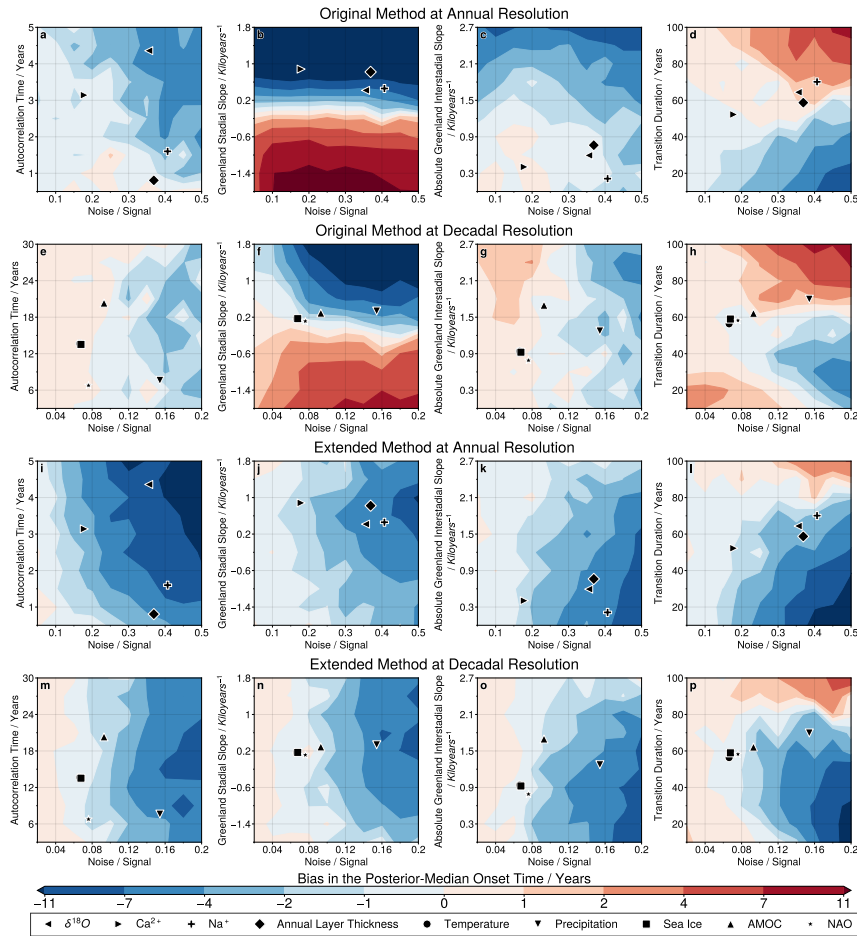 Original Method at Annual Resolution
a
b
c
d
Autocorrelation Time / Years
5
4
3
2
1
0.1 0.2 0.3 0.4 0.5
Noise / Signal
Greenland Stadial Slope / Kiloyears⁻¹
1.8
1
0.2
−0.6
−1.4
0.1 0.2 0.3 0.4 0.5
Noise / Signal
Absolute Greenland Interstadial Slope
/ Kiloyears⁻¹
2.7
2.1
1.5
0.9
0.3
0.1 0.2 0.3 0.4 0.5
Noise / Signal
Transition Duration / Years
100
80
60
40
20
0.1 0.2 0.3 0.4 0.5
Noise / Signal
Original Method at Decadal Resolution
e
f
g
h
Autocorrelation Time / Years
30
24
18
12
6
0.04 0.08 0.12 0.16 0.2
Noise / Signal
Greenland Stadial Slope / Kiloyears⁻¹
1.8
1
0.2
−0.6
−1.4
0.04 0.08 0.12 0.16 0.2
Noise / Signal
Absolute Greenland Interstadial Slope
/ Kiloyears⁻¹
2.7
2.1
1.5
0.9
0.3
0.04 0.08 0.12 0.16 0.2
Noise / Signal
Transition Duration / Years
100
80
60
40
20
0.04 0.08 0.12 0.16 0.2
Noise / Signal
Extended Method at Annual Resolution
i
j
k
l
Autocorrelation Time / Years
5
4
3
2
1
0.1 0.2 0.3 0.4 0.5
Noise / Signal
Greenland Stadial Slope / Kiloyears⁻¹
1.8
1
0.2
−0.6
−1.4
0.1 0.2 0.3 0.4 0.5
Noise / Signal
Absolute Greenland Interstadial Slope
/ Kiloyears⁻¹
2.7
2.1
1.5
0.9
0.3
0.1 0.2 0.3 0.4 0.5
Noise / Signal
Transition Duration / Years
100
80
60
40
20
0.1 0.2 0.3 0.4 0.5
Noise / Signal
Extended Method at Decadal Resolution
m
n
o
p
Autocorrelation Time / Years
30
24
18
12
6
0.04 0.08 0.12 0.16 0.2
Noise / Signal
Greenland Stadial Slope / Kiloyears⁻¹
1.8
1
0.2
−0.6
−1.4
0.04 0.08 0.12 0.16 0.2
Noise / Signal
Absolute Greenland Interstadial Slope
/ Kiloyears⁻¹
2.7
2.1
1.5
0.9
0.3
0.04 0.08 0.12 0.16 0.2
Noise / Signal
Transition Duration / Years
100
80
60
40
20
0.04 0.08 0.12 0.16 0.2
Noise / Signal
Bias in the Posterior-Median Onset Time / Years
−11 −7 −4 −2 −1 0 1 2 4 7 11
δ¹⁸O Ca²⁺ Na⁺ Annual Layer Thickness Temperature Precipitation Sea Ice AMOC NAO